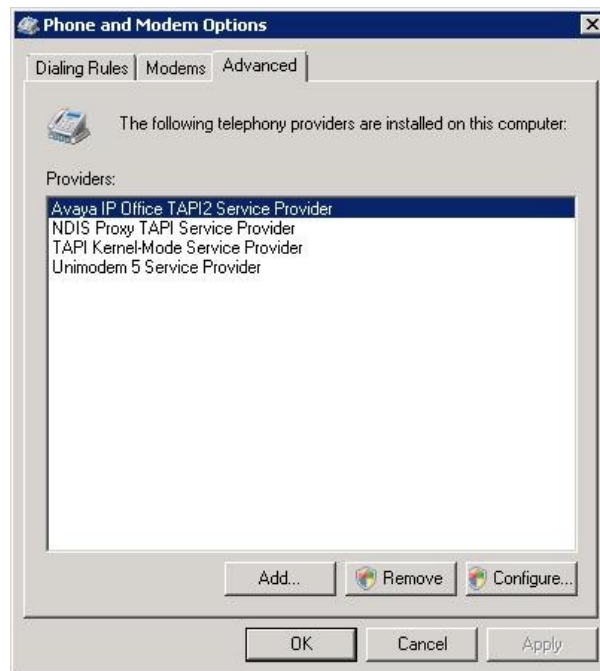 Phone and Modem Options
Dialing Rules Modems Advanced
The following telephony providers are installed on this computer:
Providers:
Avaya IP Office TAPI2 Service Provider
NDIS Proxy TAPI Service Provider
TAPI Kernel-Mode Service Provider
Unimodem 5 Service Provider
Add... Remove Configure...
OK Cancel Apply